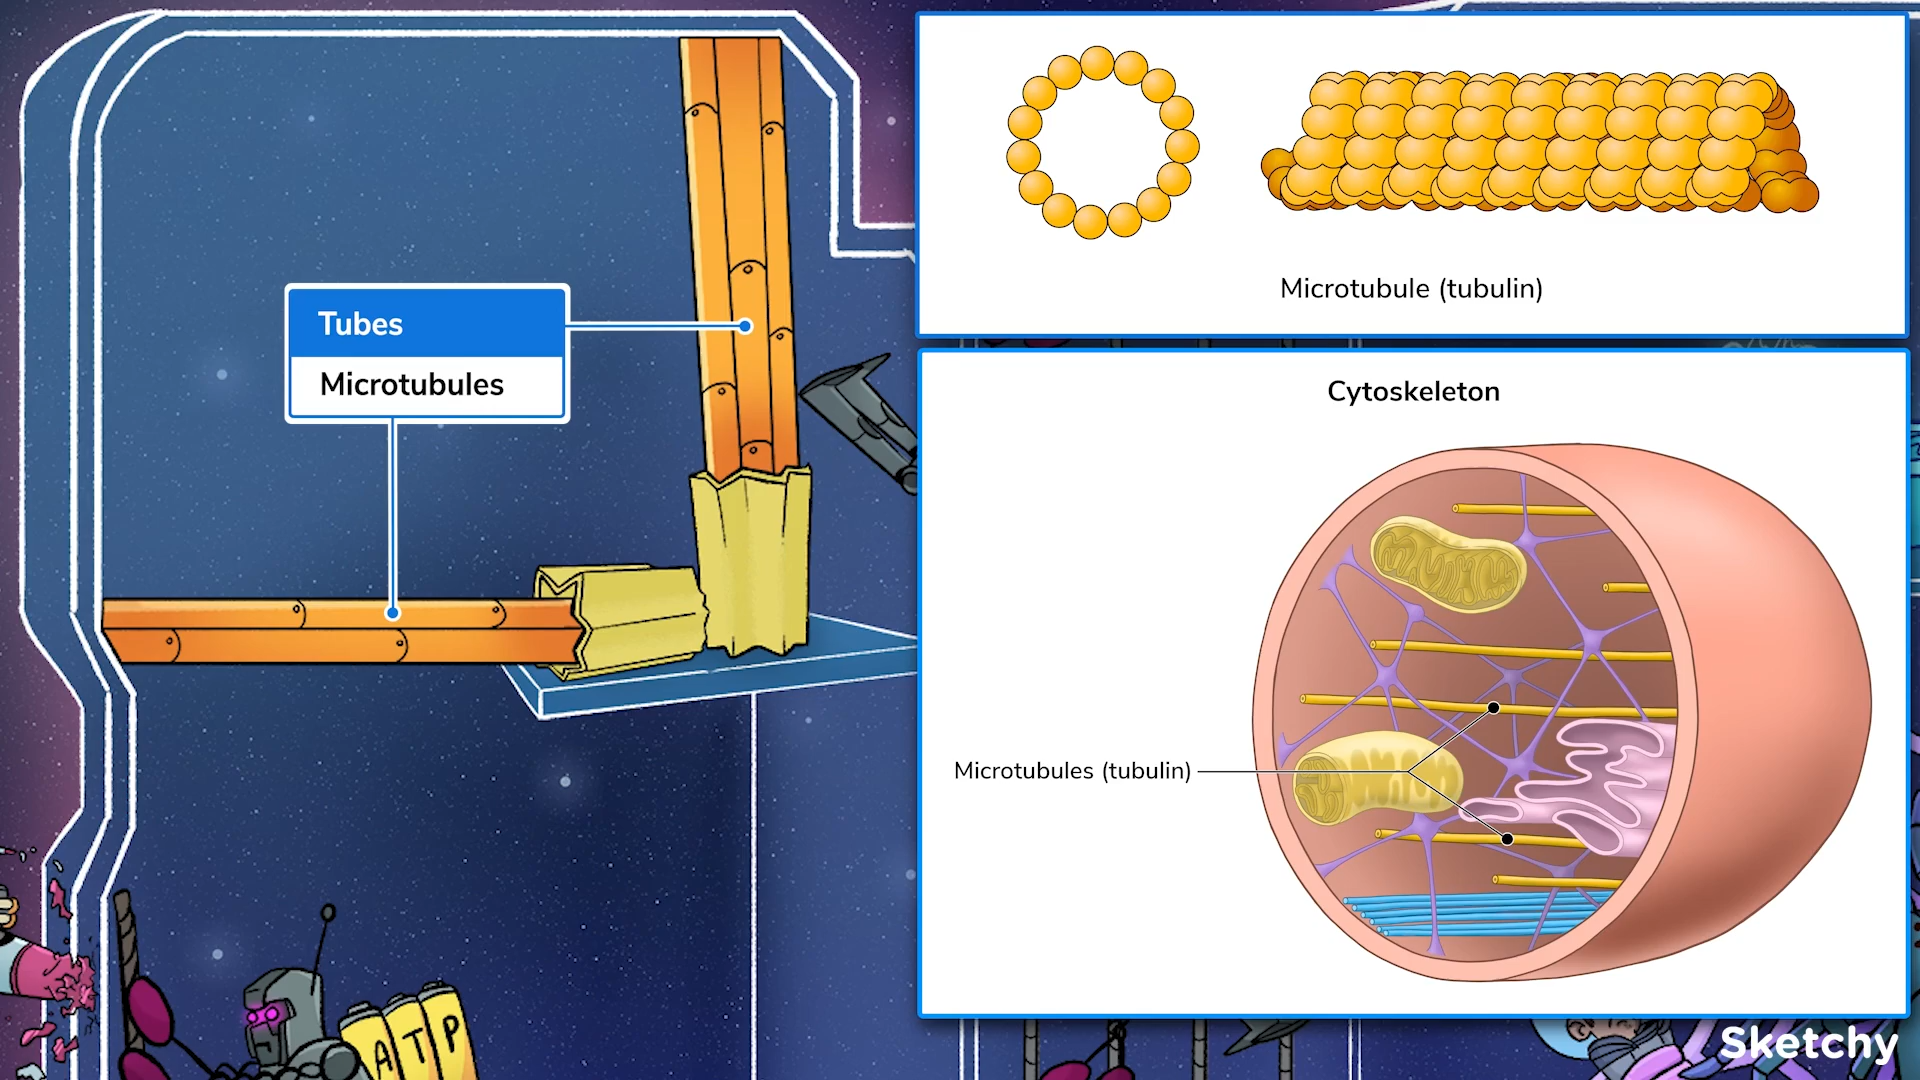 Tubes
Microtubules
Microtubule (tubulin)
Cytoskeleton
Microtubules (tubulin)
ATP
Sketchy